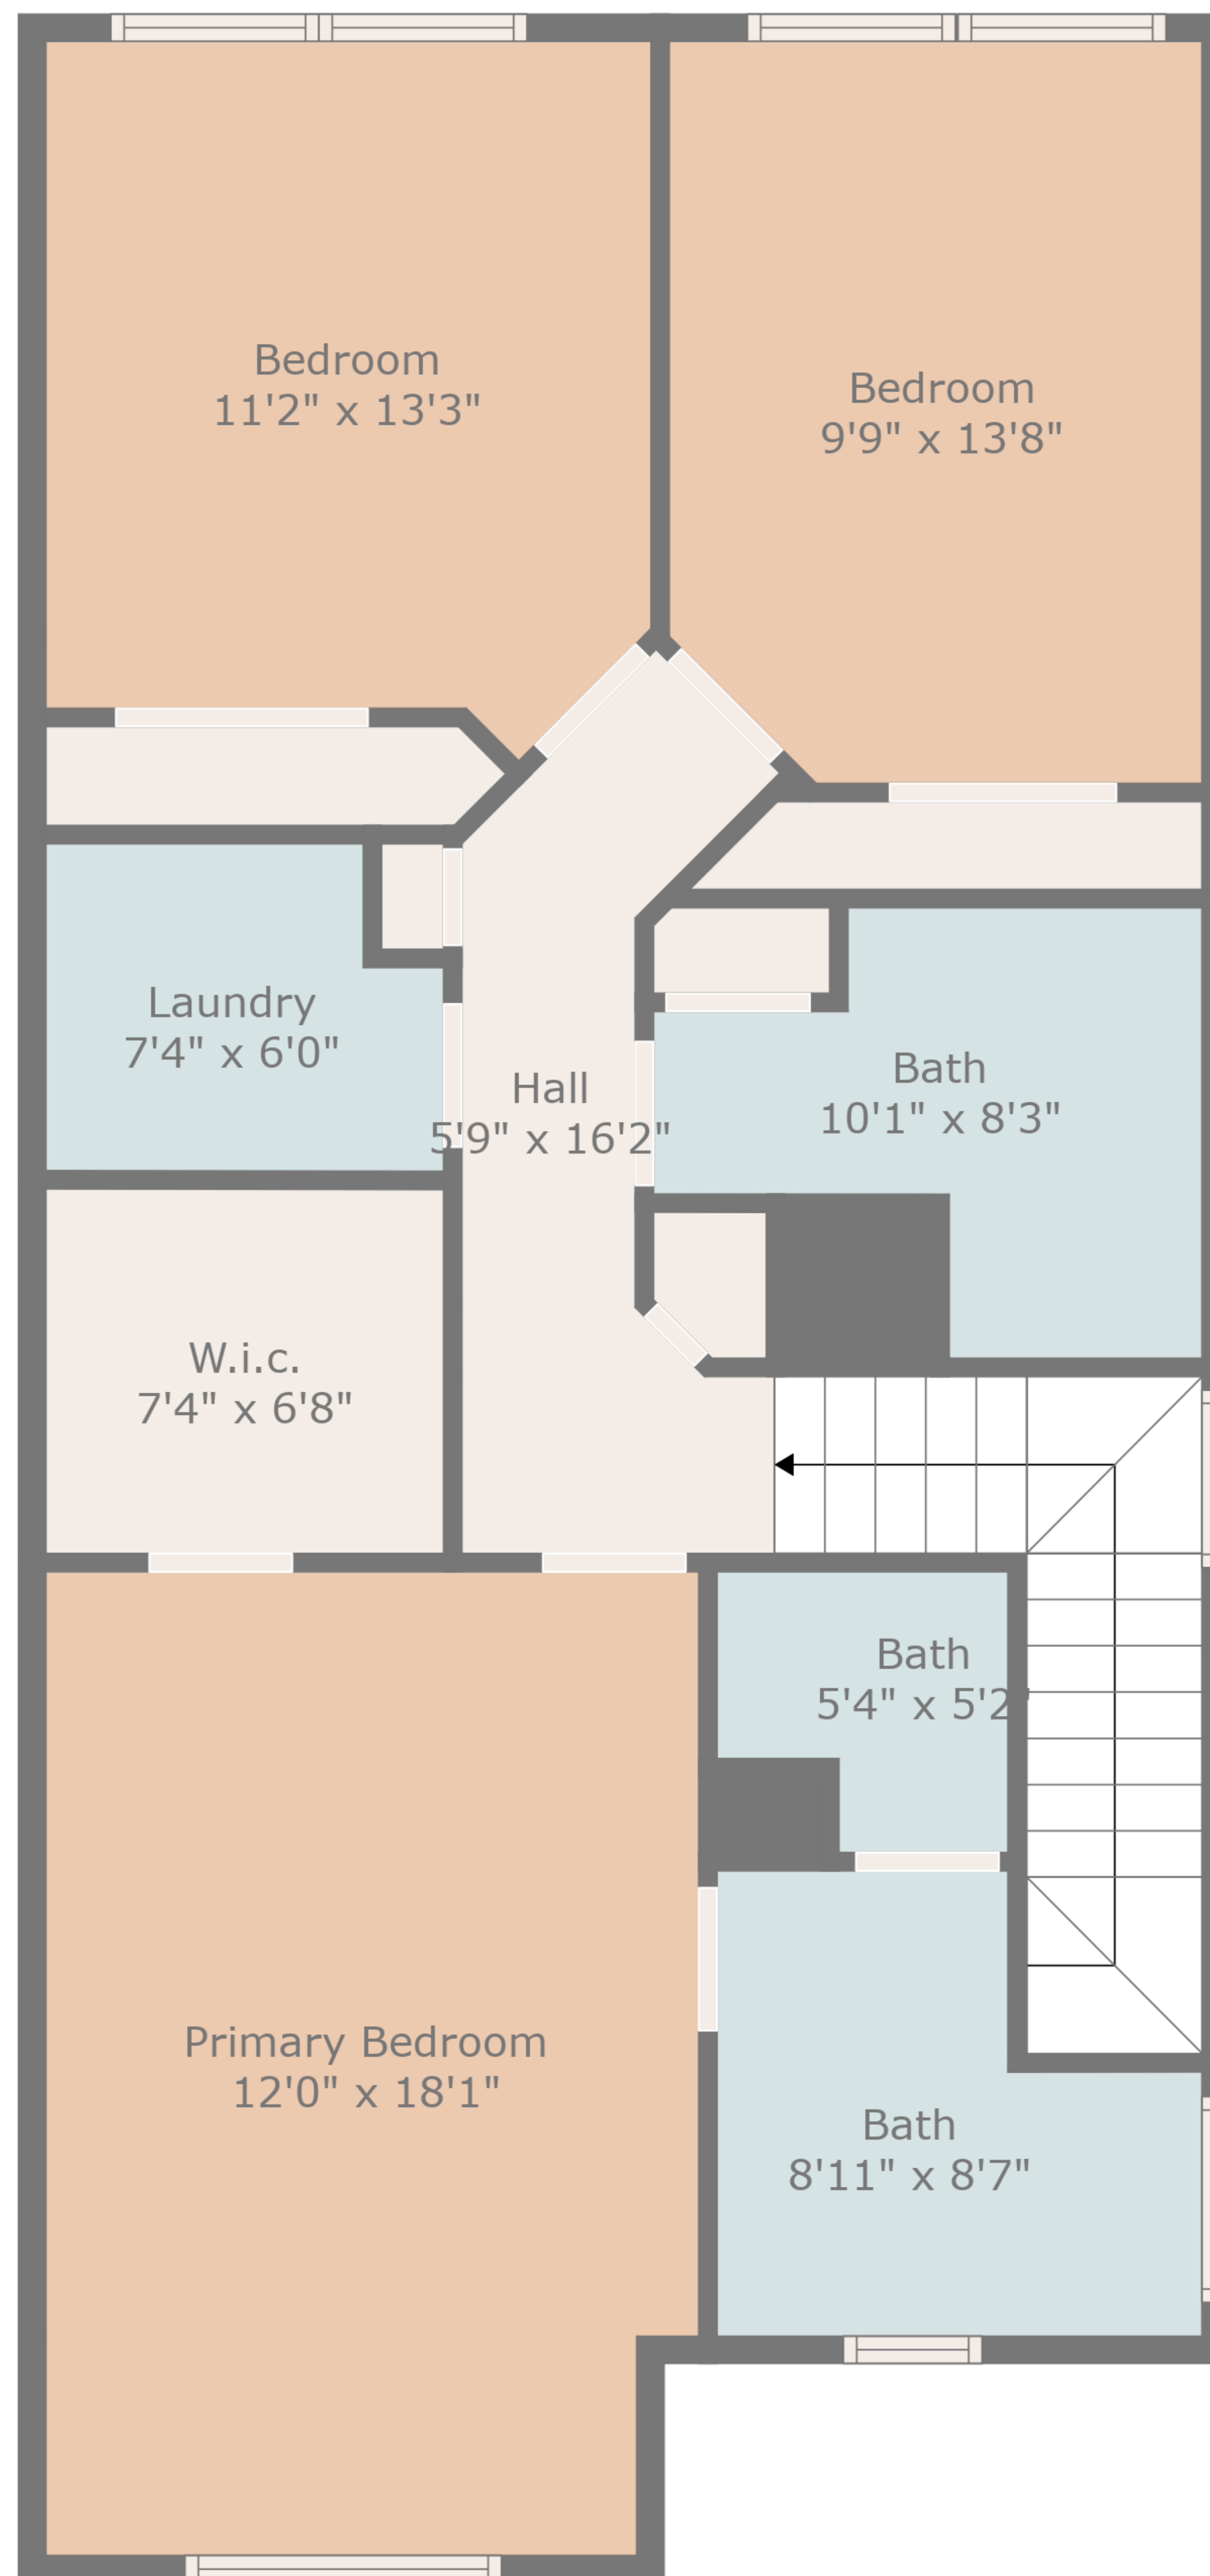 Bedroom
11'2" x 13'3"
Bedroom
9'9" x 13'8"
Laundry
7'4" x 6'0"
Hall
5'9" x 16'2"
Bath
10'1" x 8'3"
W.i.c.
7'4" x 6'8"
Bath
5'4" x 5'2"
Primary Bedroom
12'0" x 18'1"
Bath
8'11" x 8'7"